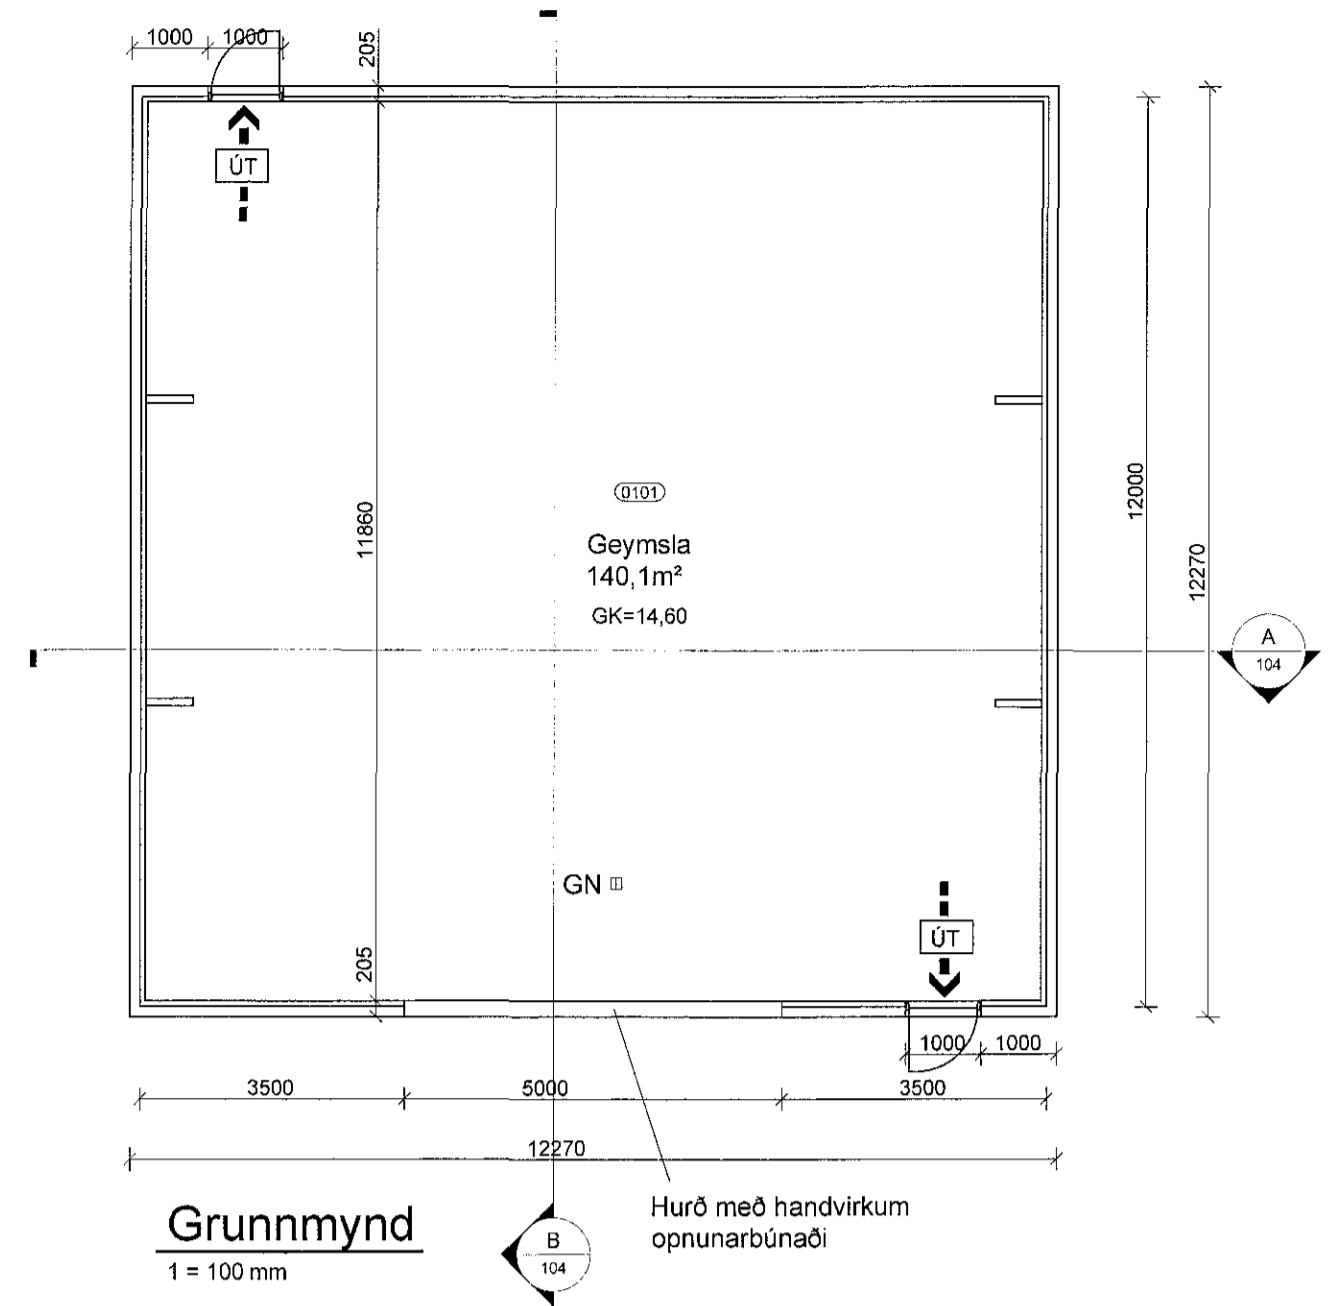 1000
1000
205
ÚT
0101
Geymsla
140,1m²
GK=14,60
11860
12000
12270
A
104
GN
ÚT
205
1000
1000
3500
5000
3500
12270
Hurð með handvirkum
opnunarbúnaði
Grunnmynd
1 = 100 mm
B
104